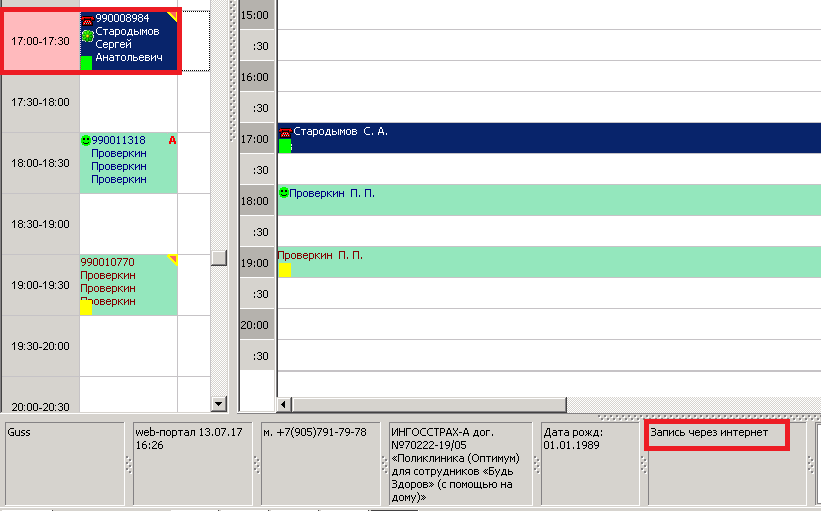 990008984
Стародымов
Сергей
Анатольевич
17:00-17:30
17:30-18:00
990011318 A
Проверкин
Проверкин
Проверкин
18:00-18:30
18:30-19:00
990010770
Проверкин
Проверкин
Проверкин
19:00-19:30
19:30-20:00
20:00-20:30
15:00
:30
16:00
:30
17:00
Стародымов С. А.
:30
18:00
Проверкин П. П.
:30
19:00
Проверкин П. П.
:30
20:00
:30
Guss
web-портал 13.07.17
16:26
м. +7(905)791-79-78
ИНГОССТРАХ-А дог.
№70222-19/05
«Поликлиника (Оптимум)
для сотрудников «Будь
Здоров» (с помощью на
дому)»
Дата рожд:
01.01.1989
Запись через интернет